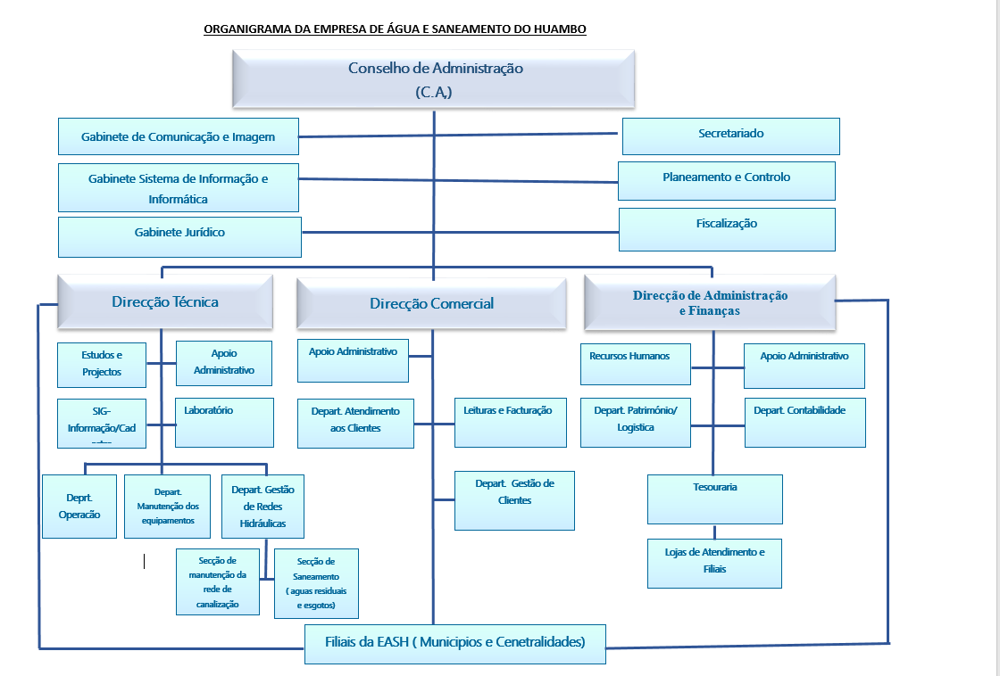 ORGANIGRAMA DA EMPRESA DE ÁGUA E SANEAMENTO DO HUAMBO
Conselho de Administração
(C.A,)
Gabinete de Comunicação e Imagem
Secretariado
Gabinete Sistema de Informação e
Informática
Planeamento e Controlo
Gabinete Jurídico
Fiscalização
Direcção Técnica
Direcção Comercial
Direcção de Administração
e Finanças
Estudos e
Projectos
Apoio
Administrativo
Apoio Administrativo
Recursos Humanos
Apoio Administrativo
SIG-
Informação/Cad
Laboratório
Depart. Atendimento
aos Clientes
Leituras e Facturação
Depart. Património/
Logistica
Depart. Contabilidade
Deprt.
Operacão
Depart.
Manutenção dos
equipamentos
Depart. Gestão
de Redes
Hidráulicas
Depart. Gestão de
Clientes
Tesouraria
Secção de
manutenção da
rede de
canalização
Secção de
Saneamento
( aguas residuais
e esgotos)
Lojas de Atendimento e
Filiais
Filiais da EASH ( Municipios e Cenetralidades)